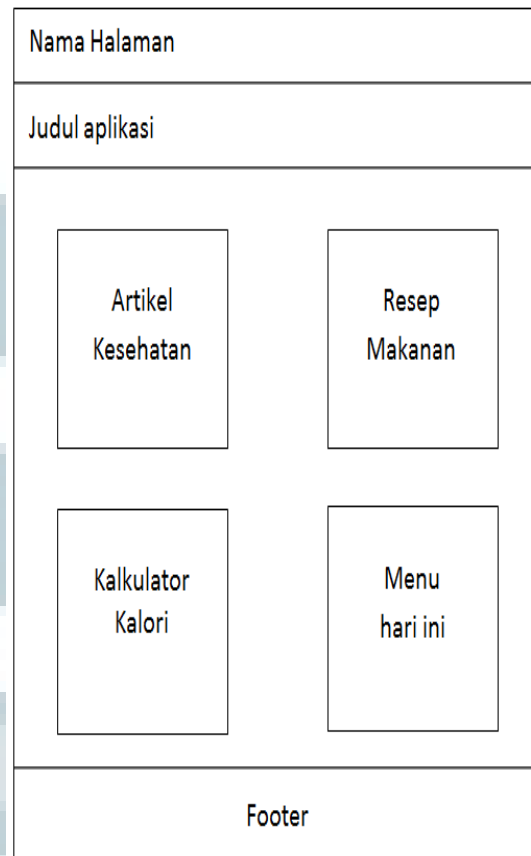 Nama Halaman
Judul aplikasi
Artikel
Kesehatan
Resep
Makanan
Kalkulator
Kalori
Menu
hari ini
Footer